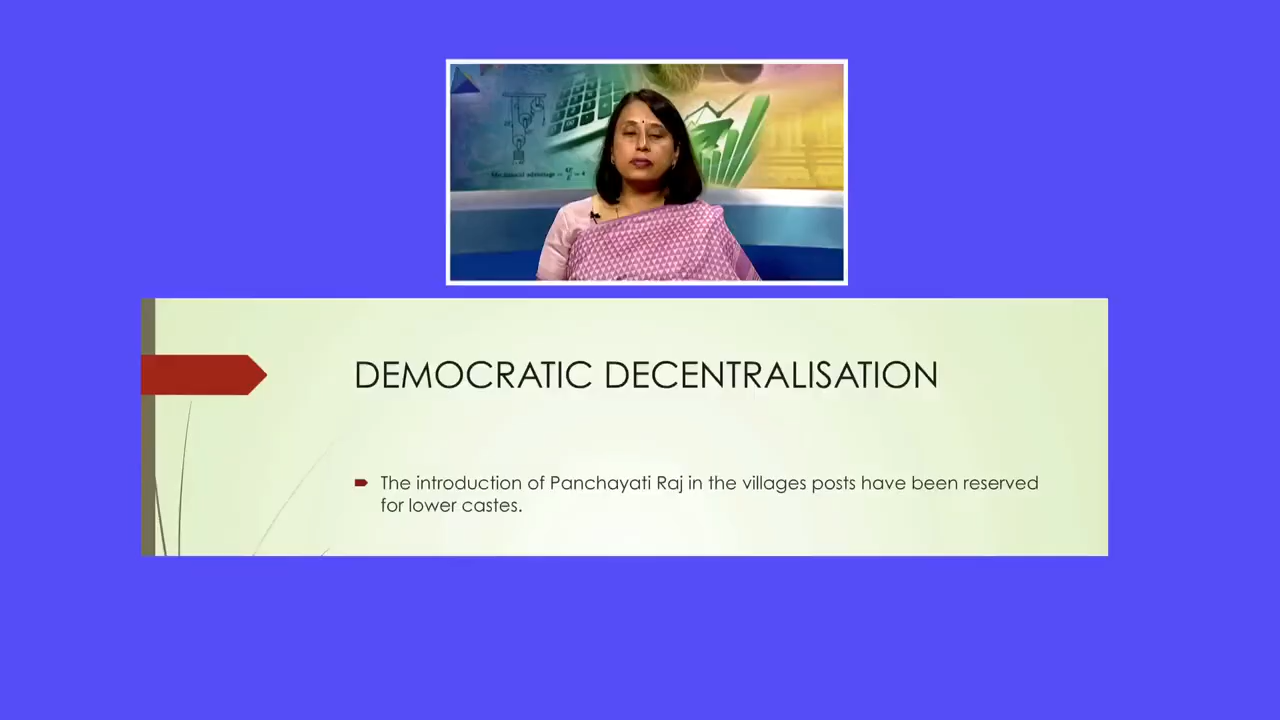 DEMOCRATIC DECENTRALISATION
The introduction of Panchayati Raj in the villages posts have been reserved
for lower castes.